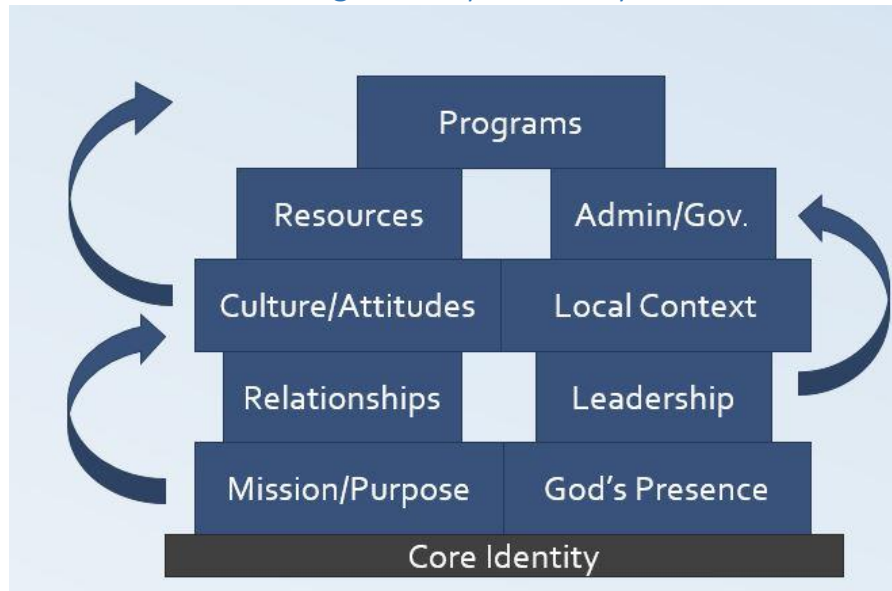 Programs
Resources Admin/Gov.
Culture/Attitudes Local Context
Relationships Leadership
Mission/Purpose God's Presence
Core Identity